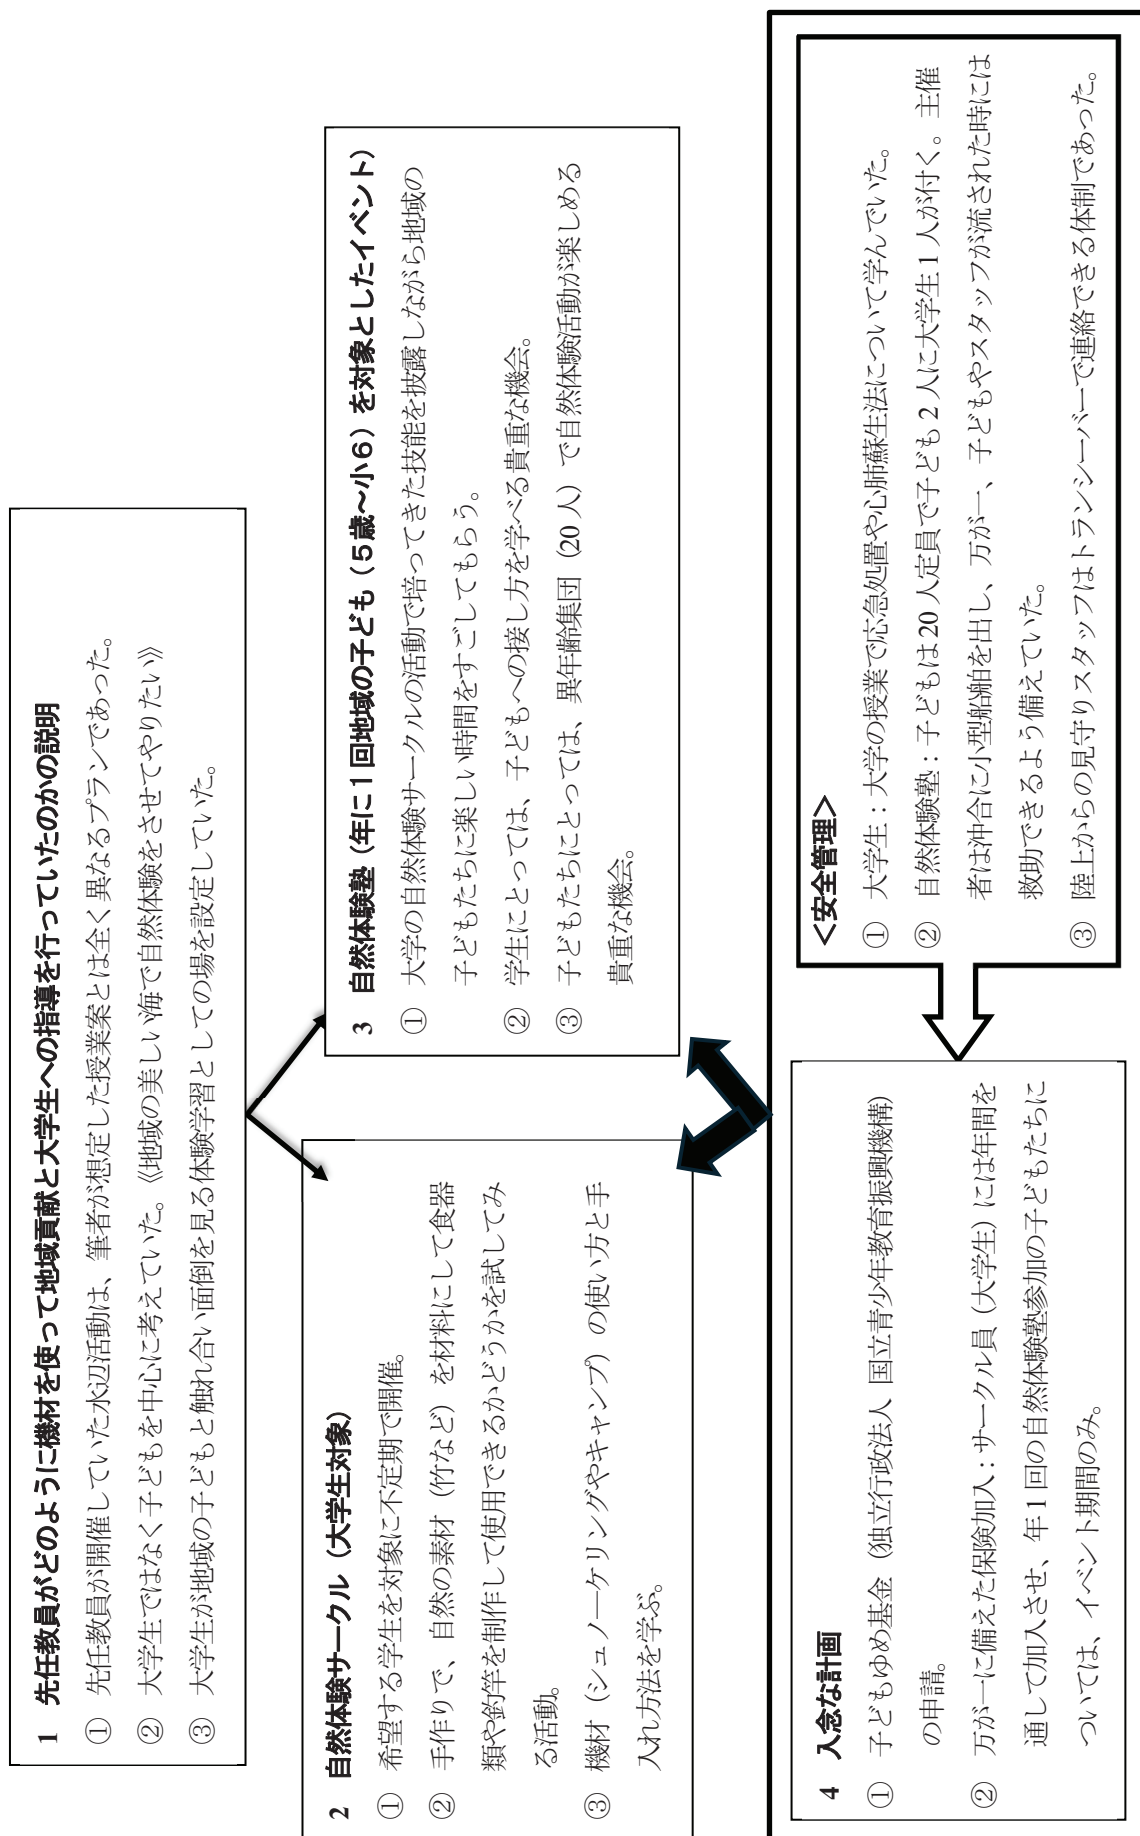 1 先任教員がどのように機材を使って地域貢献と大学生への指導を行っていたのかの説明
① 先任教員が開催していた水辺活動は、筆者が想定した授業案とは全く異なるプランであった。
② 大学生ではなく子どもを中心に考えていた。《地域の美しい海で自然体験をさせてやりたい》
③ 大学生が地域の子どもと触れ合い面倒を見る体験学習としての場を設定していた。
2 自然体験サークル（大学生対象）
① 希望する学生を対象に不定期で開催。
② 手作りで、自然の素材（竹など）を材料にして食器
類や釣竿を制作して使用できるかどうかを試してみ
る活動。
③ 機材（シュノーケリングやキャンプ）の使い方と手
入れ方法を学ぶ。
3 自然体験塾（年に1回地域の子ども（5歳～小6）を対象としたイベント）
① 大学の自然体験サークルの活動で培ってきた技能を披露しながら地域の
子どもたちに楽しい時間をすごしてもらう。
② 学生にとっては、子どもへの接し方を学べる貴重な機会。
③ 子どもたちにとっては、異年齢集団（20人）で自然体験活動が楽しめる
貴重な機会。
4 入念な計画
① 子どもゆめ基金（独立行政法人 国立青少年教育振興機構）
の申請。
② 万が一に備えた保険加入：サークル員（大学生）には年間を
通して加入させ、年1回の自然体験塾参加の子どもたちに
ついては、イベント期間のみ。
＜安全管理＞
① 大学生：大学の授業で応急処置や心肺蘇生法について学んでいた。
② 自然体験塾：子どもは20人定員で子ども2人に大学生1人が付く。主催
者は沖合に小型船舶を出し、万が一、子どもやスタッフが流された時には
救助できるよう備えていた。
③ 陸上からの見守りスタッフはトランシーバーで連絡できる体制であった。